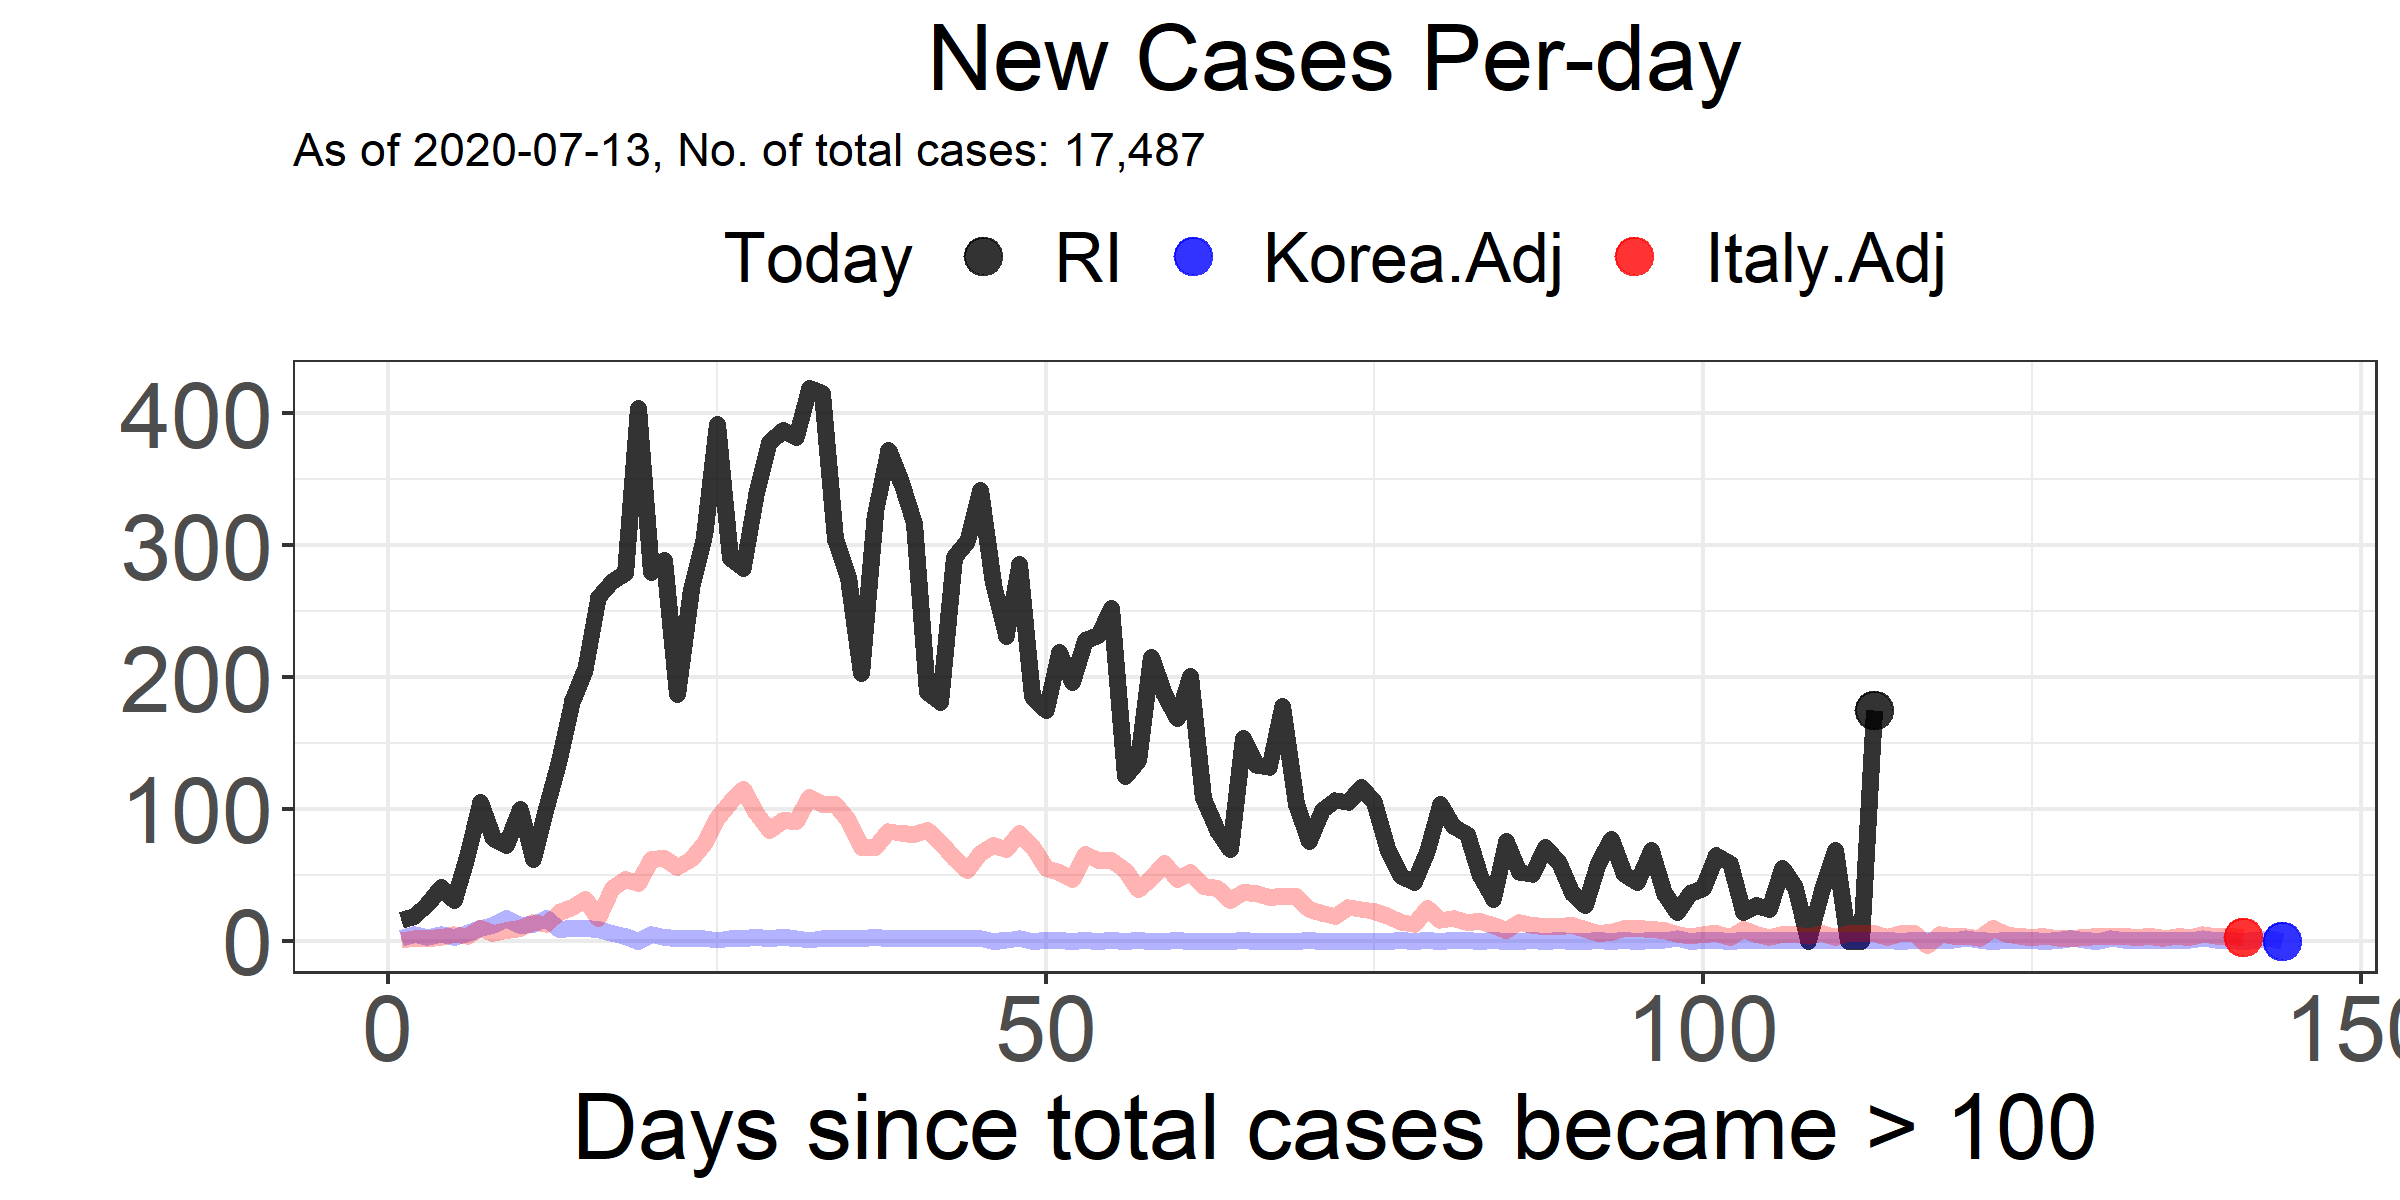 New Cases Per-day
As of 2020-07-13, No. of total cases: 17,487
Today RI Korea.Adj Italy.Adj
400
300
200
100
0
0 50 100 150
Days since total cases became > 100